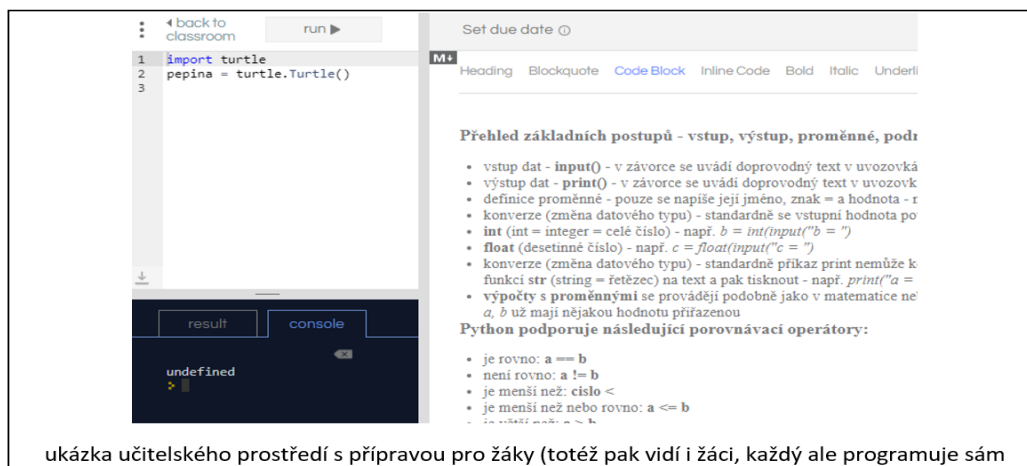 back to
classroom
run
1 import turtle
2 pepina = turtle.Turtle()
3
result console
undefined
>
Set due date
M
Heading Blockquote Code Block Inline Code Bold Italic Underli
Přehled základních postupů - vstup, výstup, proměnné, podr
• vstup dat - input() - v závorce se uvádí doprovodný text v uvozovká
• výstup dat - print() - v závorce se uvádí doprovodný text v uvozovk
• definice proměnné - pouze se napíše její jméno, znak = a hodnota - r
• konverze (změna datového typu) - standardně se vstupní hodnota po
• int (int = integer = celé číslo) - např. b = int(input("b = ")
• float (desetinné číslo) - např. c = float(input("c = ")
• konverze (změna datového typu) - standardně příkaz print nemůže k
funkcí str (string = řetězec) na text a pak tisknout - např. print("a =
• výpočty s proměnnými se provádějí podobně jako v matematice ne
a, b už mají nějakou hodnotu přiřazenou
Python podporuje následující porovnávací operátory:
• je rovno: a == b
• není rovno: a != b
• je menší než: cislo <
• je menší než nebo rovno: a <= b
• je větší než: a > b
ukázka učitelského prostředí s přípravou pro žáky (totéž pak vidí i žáci, každý ale programuje sám